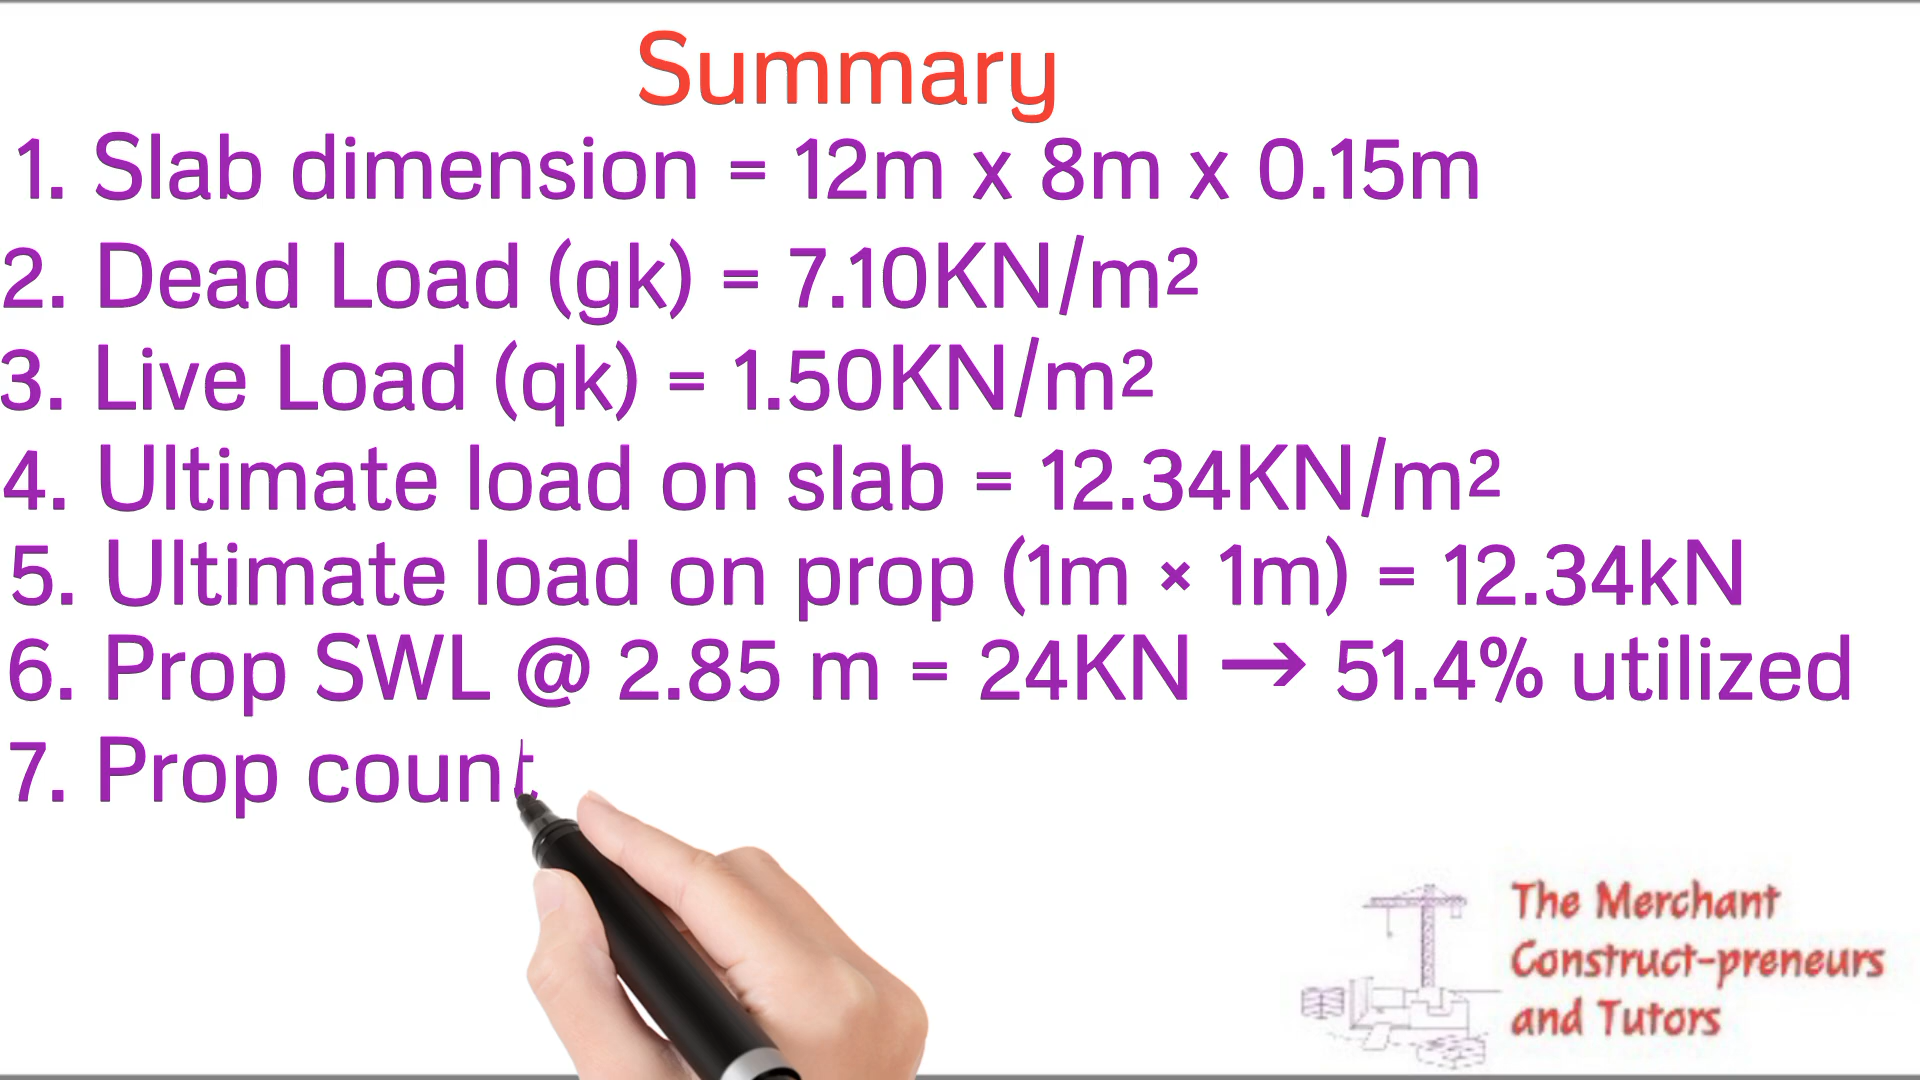 Summary
1. Slab dimension = 12m x 8m x 0.15m
2. Dead Load (gk) = 7.10KN/m2
3. Live Load (qk) = 1.50KN/m2
4. Ultimate load on slab = 12.34KN/m2
5. Ultimate load on prop (1m × 1m) = 12.34kN
6. Prop SWL @ 2.85 m = 24KN → 51.4% utilized
7. Prop count
The Merchant
Construct-preneurs
and Tutors